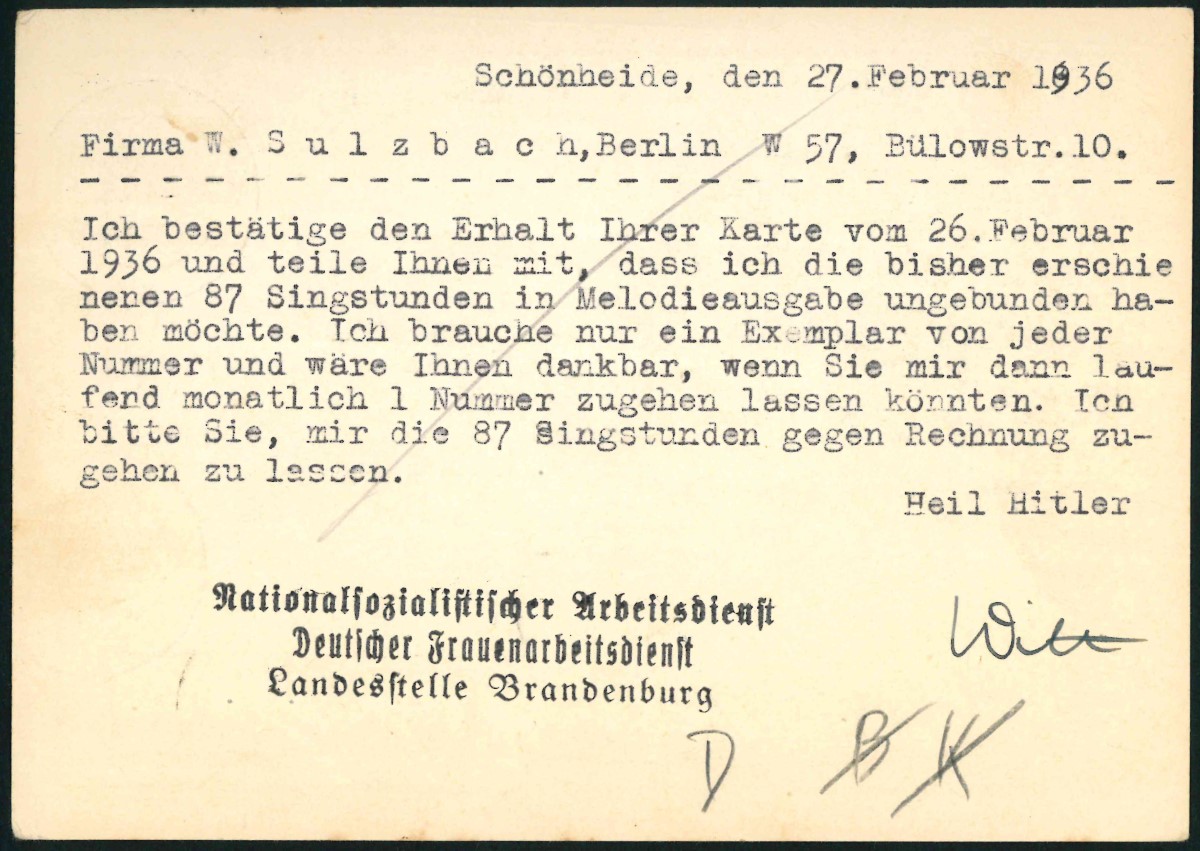 Schönheide, den 27.Februar 1936
Firma W. S u l z b a c h,Berlin W 57, Bülowstr.10.
Ich bestätige den Erhalt Ihrer Karte vom 26.Februar
1936 und teile Ihnen mit, dass ich die bisher erschie
nenen 87 Singstunden in Melodieausgabe ungebunden ha-
ben möchte. Ich brauche nur ein Exemplar von jeder
Nummer und wäre Ihnen dankbar, wenn Sie mir dann lau-
fend monatlich 1 Nummer zugehen lassen könnten. Ich
bitte Sie, mir die 87 Singstunden gegen Rechnung zu-
gehen zu lassen.
Heil Hitler
Nationalsozialistischer Arbeitsdienst
Deutscher Frauenarbeitsdienst
Landesstelle Brandenburg
D B K